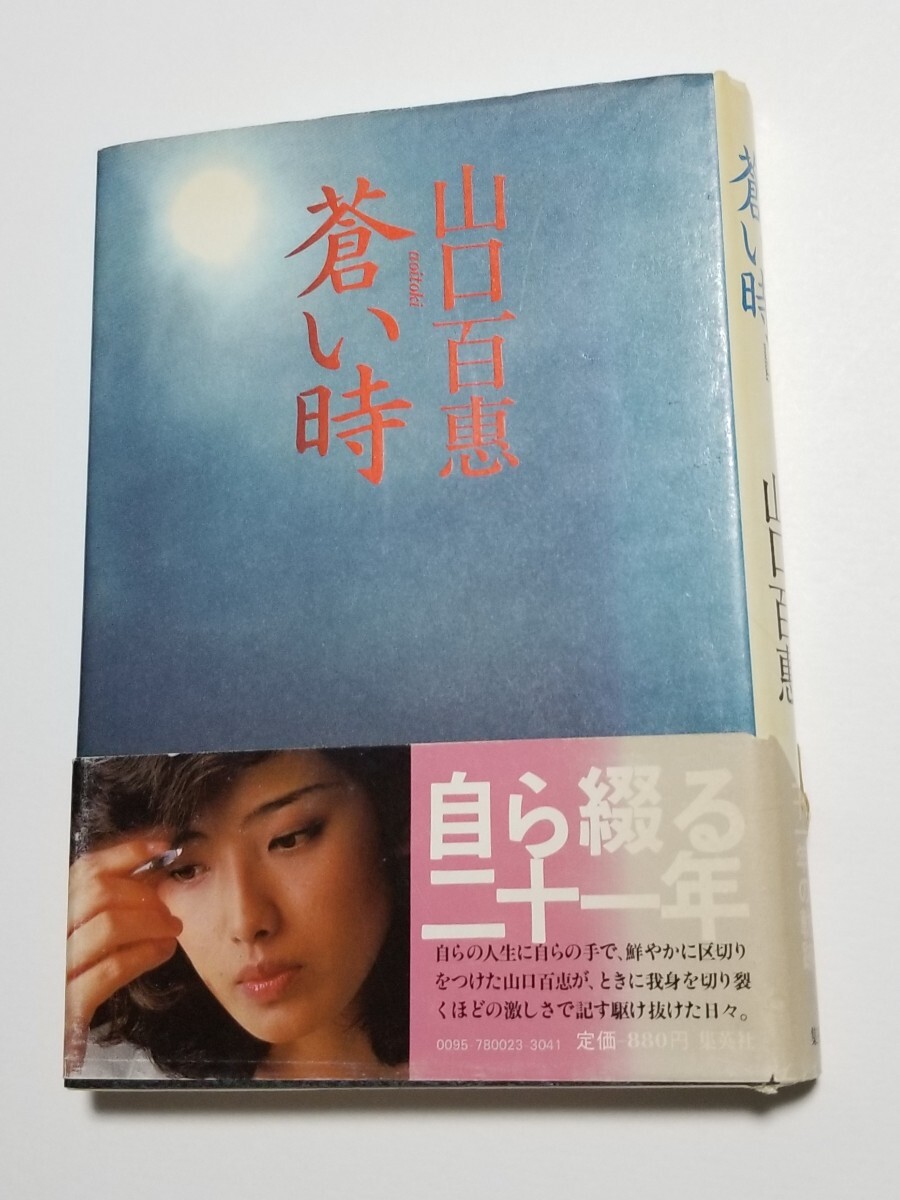 山口百惠
蒼い時
aoitoki
自ら綴る
二十一年
自らの人生に自らの手で、鮮やかに区切り
をつけた山口百恵が、ときに我身を切り裂
くほどの激しさで記す駆け抜けた日々。
0095-780023-3041 定価-880円 集英社
蒼い時
山口百惠